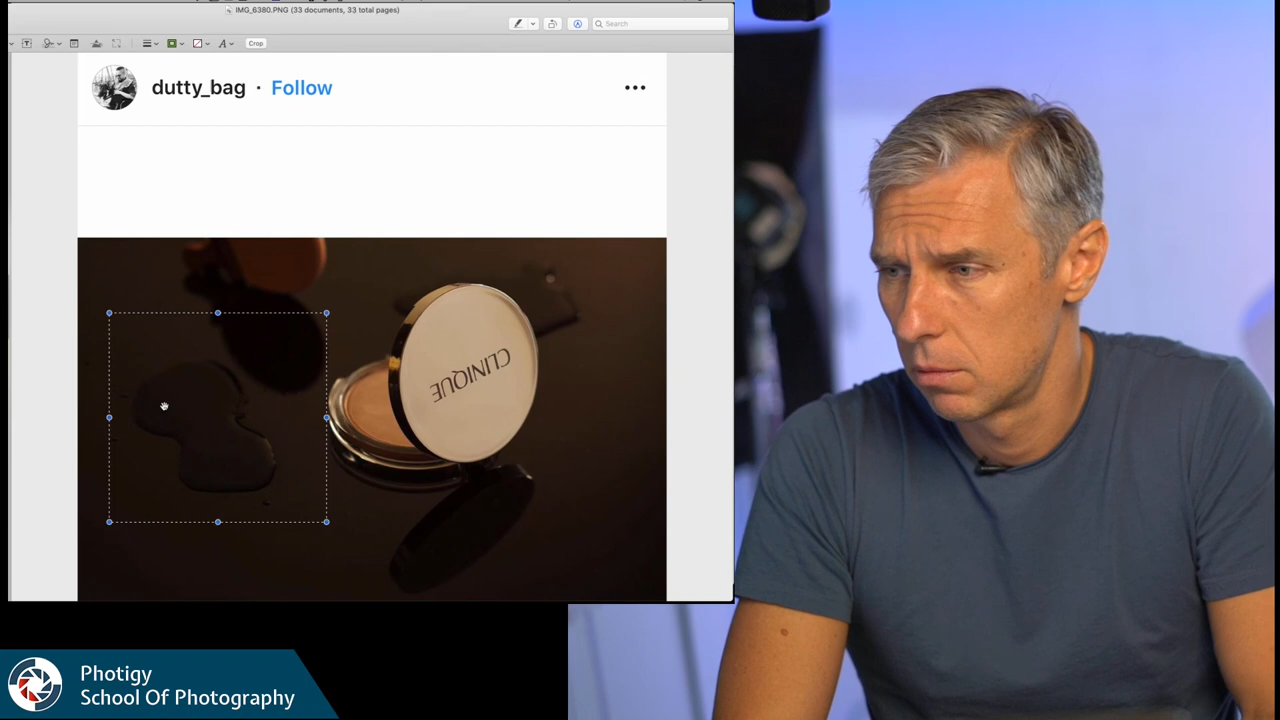 IMG_6380.PNG (33 documents, 33 total pages)
Search
T
A
A
Crop
dutty_bag · Follow
CLINIQUE
Photigy
School Of Photography